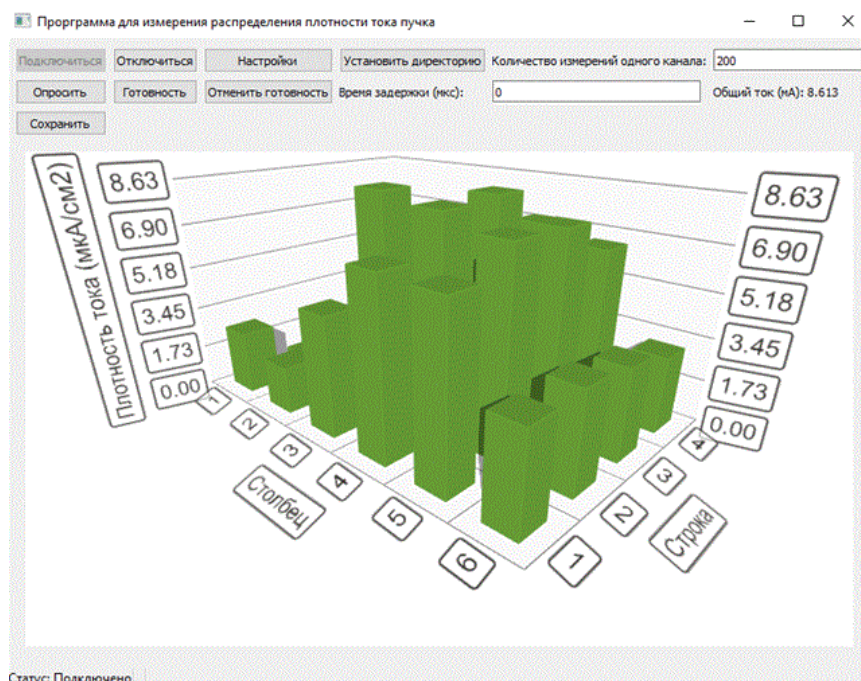 Прорграмма для измерения распределения плотности тока пучка
Подключиться Отключиться Настройки Установить директорию Количество измерений одного канала: 200
Опросить Готовность Отменить готовность Время задержки (мкс): 0 Общий ток (мА): 8.613
Сохранить
Плотность тока (мкА/см2)
8.63
6.90
5.18
3.45
1.73
0.00
8.63
6.90
5.18
3.45
1.73
0.00
1
2
3
4
5
6
Столбец
1
2
3
4
Строка
Статус: Подключено